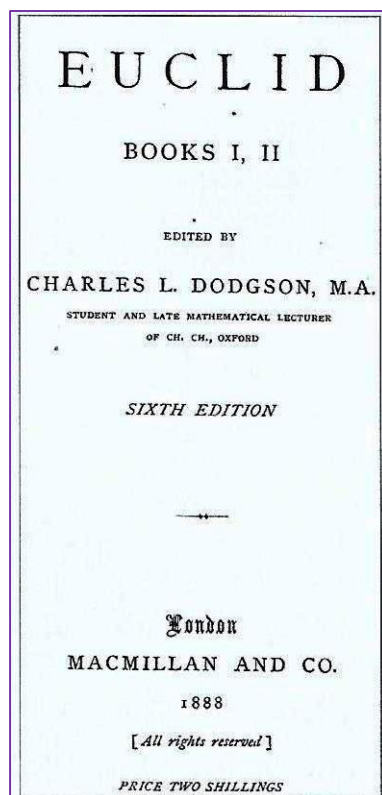 EUCLID
BOOKS I, II
EDITED BY
CHARLES L. DODGSON, M.A.
STUDENT AND LATE MATHEMATICAL LECTURER
OF CH. CH., OXFORD
SIXTH EDITION
London
MACMILLAN AND CO.
1888
[All rights reserved]
PRICE TWO SHILLINGS